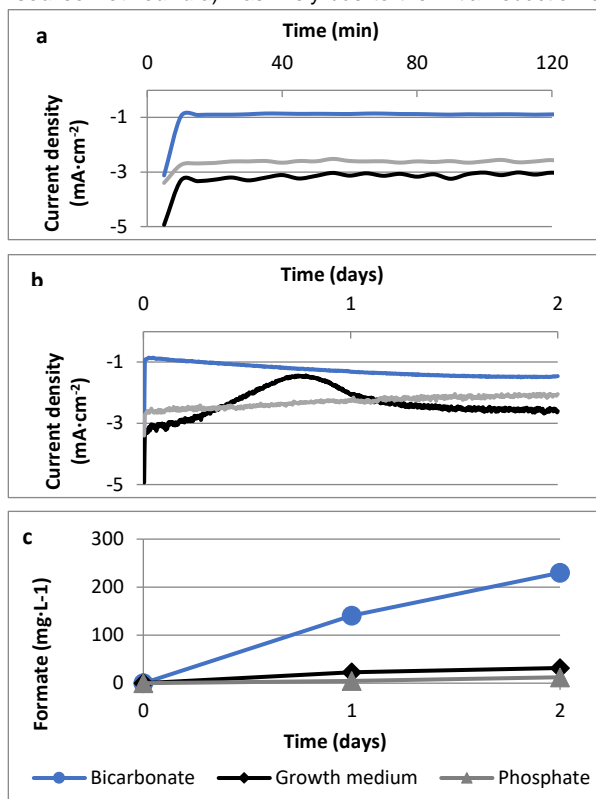 a
Time (min)
0 40 80 120
-1
-3
-5
Current density
(mA·cm-2)
b
Time (days)
0 1 2
-1
-3
-5
Current density
(mA·cm-2)
c
300
200
100
0
Formate (mg·L-1)
0 1 2
Time (days)
Bicarbonate Growth medium Phosphate